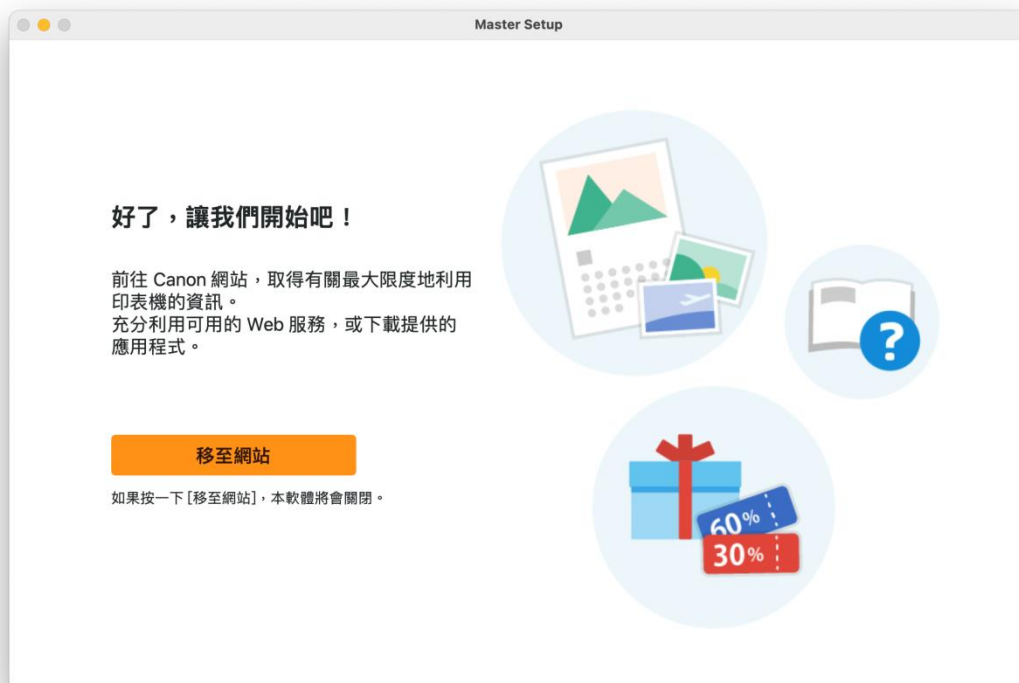 Master Setup
好了，讓我們開始吧！
前往 Canon 網站，取得有關最大限度地利用
印表機的資訊。
充分利用可用的 Web 服務，或下載提供的
應用程式。
?
移至網站
如果按一下 [移至網站]，本軟體將會關閉。
60%
30%